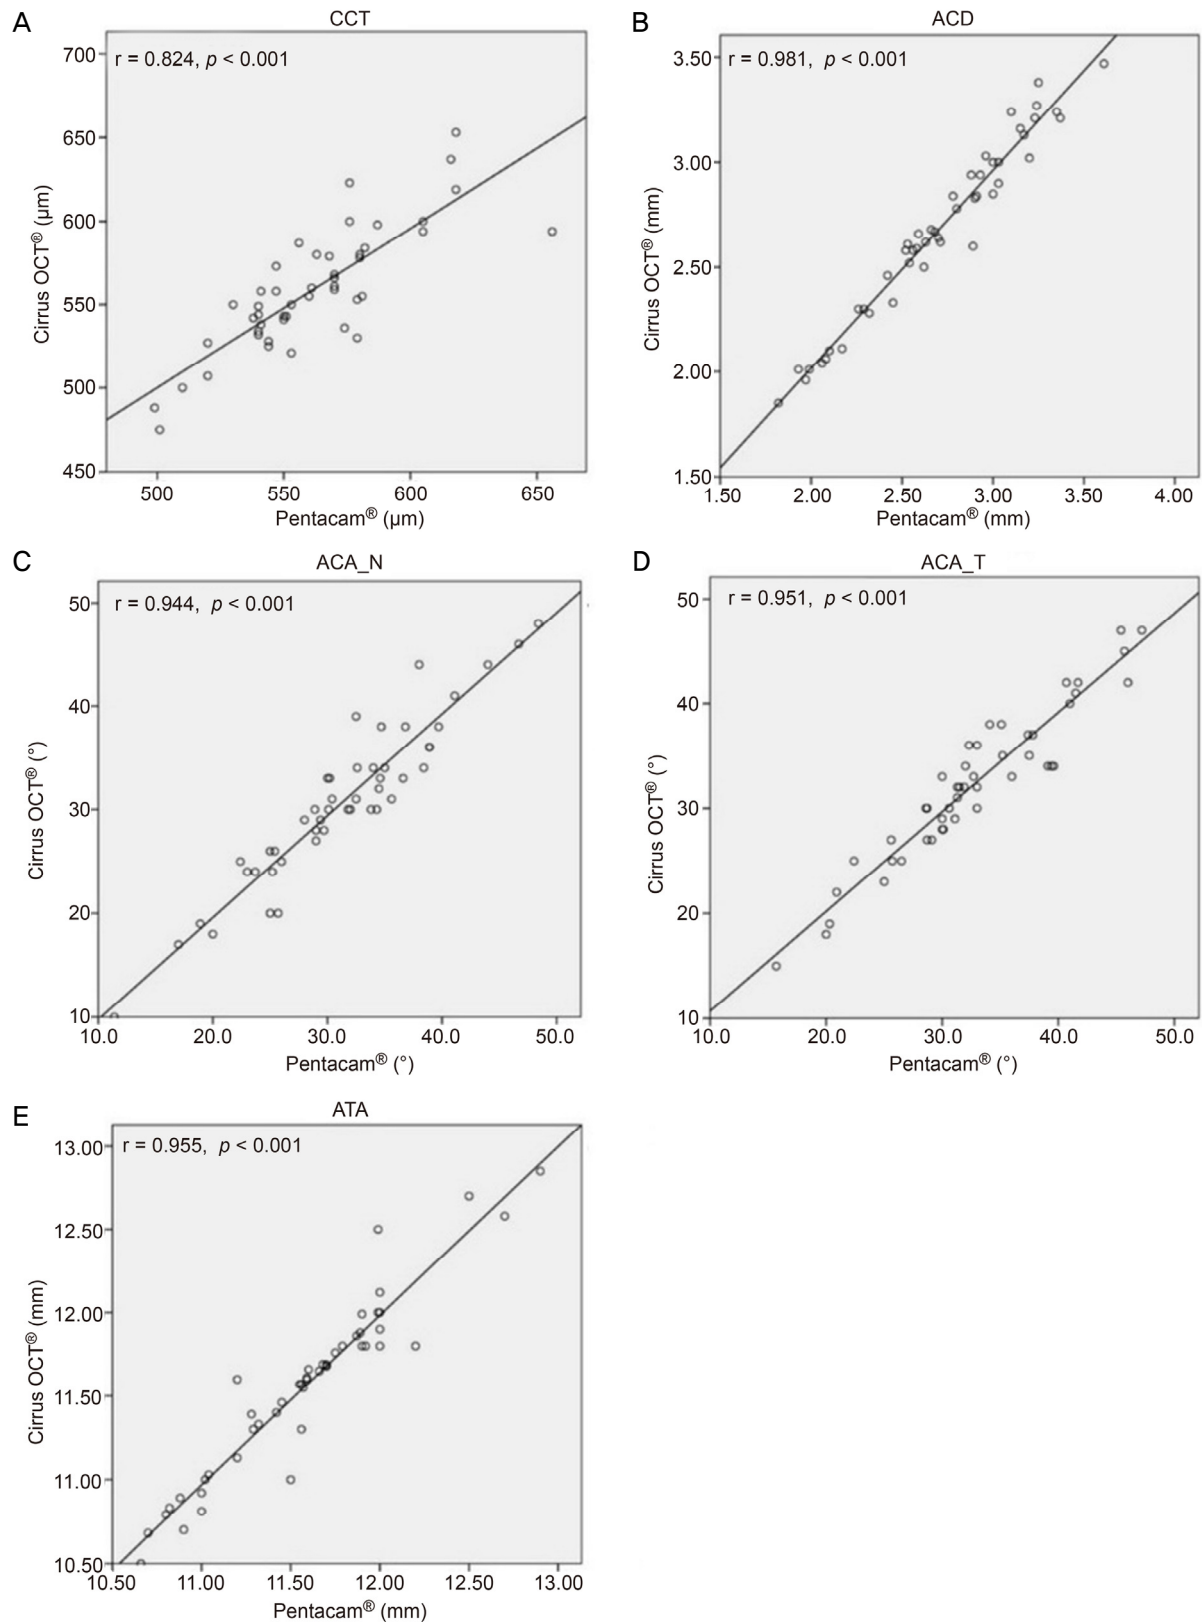 A
CCT
r = 0.824, p < 0.001
700
650
600
550
500
450
Cirrus OCT® (µm)
500 550 600 650
Pentacam® (µm)
B
ACD
r = 0.981, p < 0.001
3.50
3.00
2.50
2.00
1.50
Cirrus OCT® (mm)
1.50 2.00 2.50 3.00 3.50 4.00
Pentacam® (mm)
C
ACA_N
r = 0.944, p < 0.001
50
40
30
20
10
Cirrus OCT® (°)
10.0 20.0 30.0 40.0 50.0
Pentacam® (°)
D
ACA_T
r = 0.951, p < 0.001
50
40
30
20
10
Cirrus OCT® (°)
10.0 20.0 30.0 40.0 50.0
Pentacam® (°)
E
ATA
r = 0.955, p < 0.001
13.00
12.50
12.00
11.50
11.00
10.50
Cirrus OCT® (mm)
10.50 11.00 11.50 12.00 12.50 13.00
Pentacam® (mm)